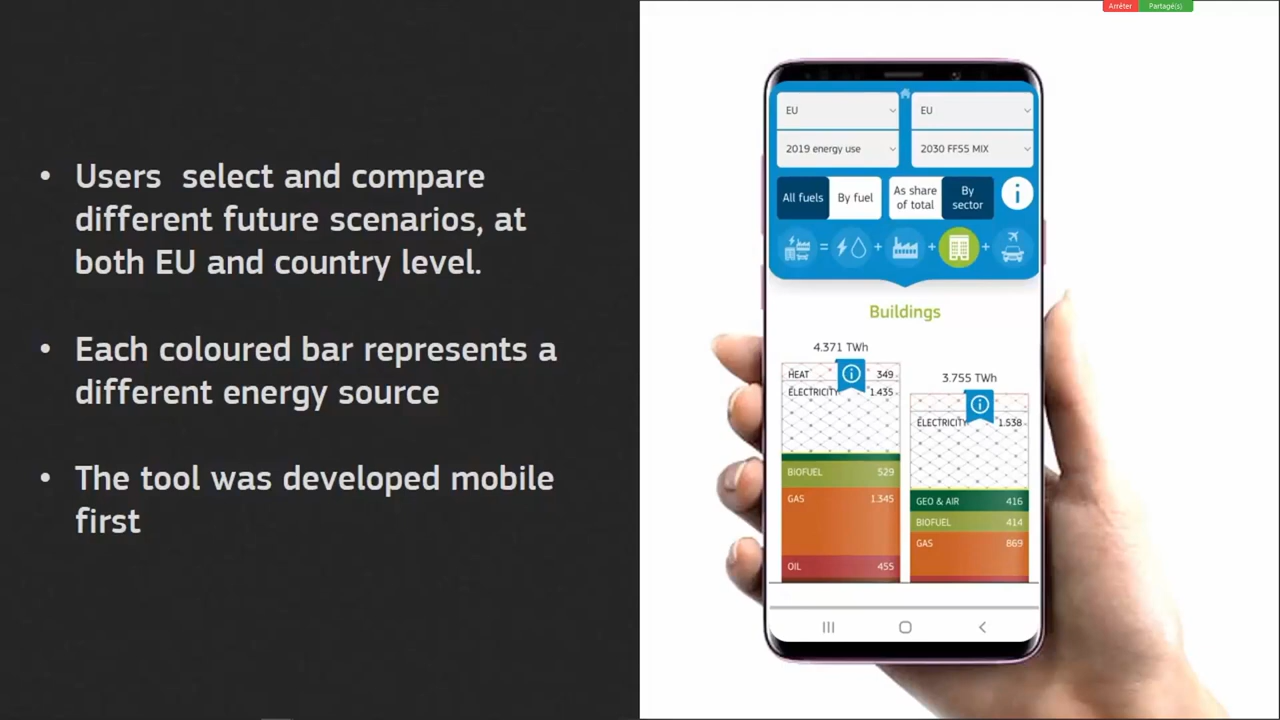 Arrêter Partagé(s)
• Users select and compare
different future scenarios, at
both EU and country level.
• Each coloured bar represents a
different energy source
• The tool was developed mobile
first
EU EU
2019 energy use 2030 FF55 MIX
All fuels By fuel As share of total By sector
= + + +
Buildings
4.371 TWh
HEAT 349
ELECTRICITY 1.435
BIOFUEL 529
GAS 1.345
OIL 455
3.755 TWh
ELECTRICITY 1.538
GEO & AIR 416
BIOFUEL 414
GAS 869